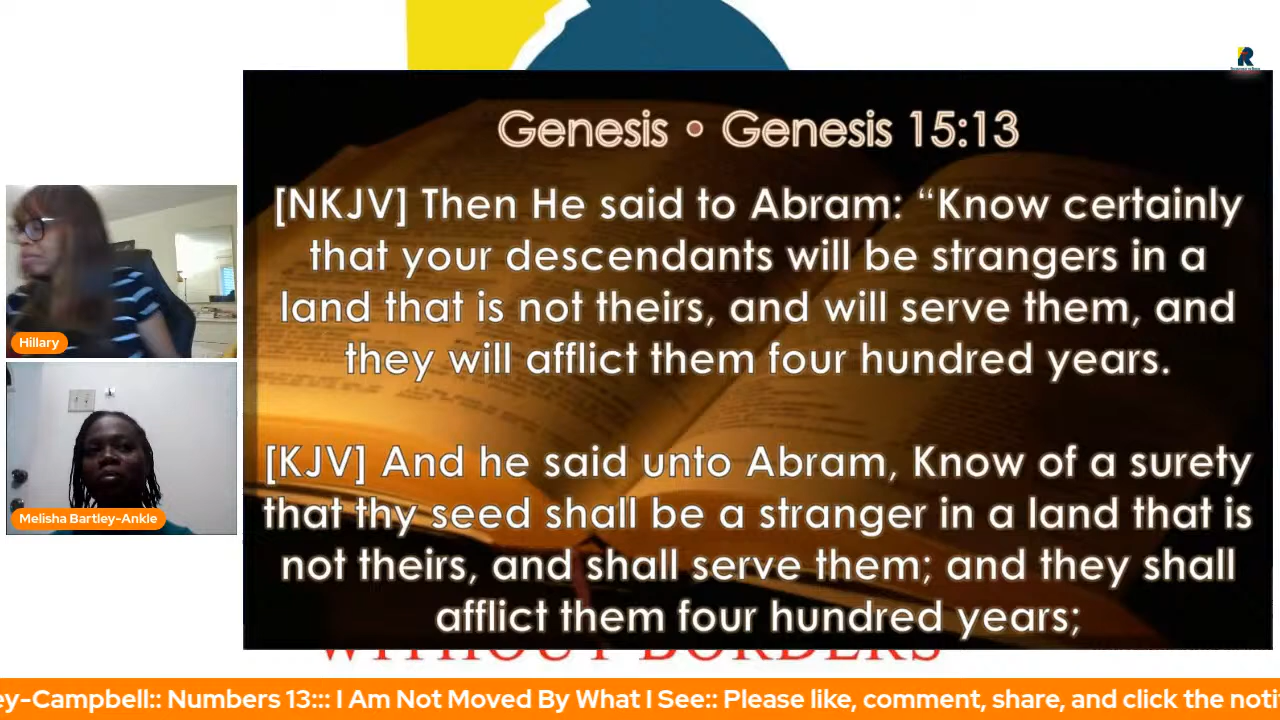 Genesis • Genesis 15:13
[NKJV] Then He said to Abram: “Know certainly
that your descendants will be strangers in a
land that is not theirs, and will serve them, and
they will afflict them four hundred years.
[KJV] And he said unto Abram, Know of a surety
that thy seed shall be a stranger in a land that is
not theirs, and shall serve them; and they shall
afflict them four hundred years;
Hillary
Melisha Bartley-Ankle
WITHOUT BORDERS
ey-Campbell:: Numbers 13::: I Am Not Moved By What I See:: Please like, comment, share, and click the noti